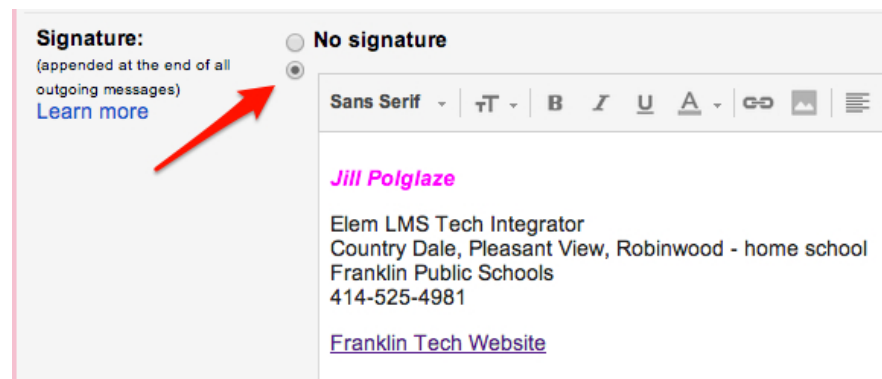 Signature:
(appended at the end of all
outgoing messages)
Learn more
No signature
Sans Serif TT B I U A
Jill Polglaze
Elem LMS Tech Integrator
Country Dale, Pleasant View, Robinwood - home school
Franklin Public Schools
414-525-4981
Franklin Tech Website